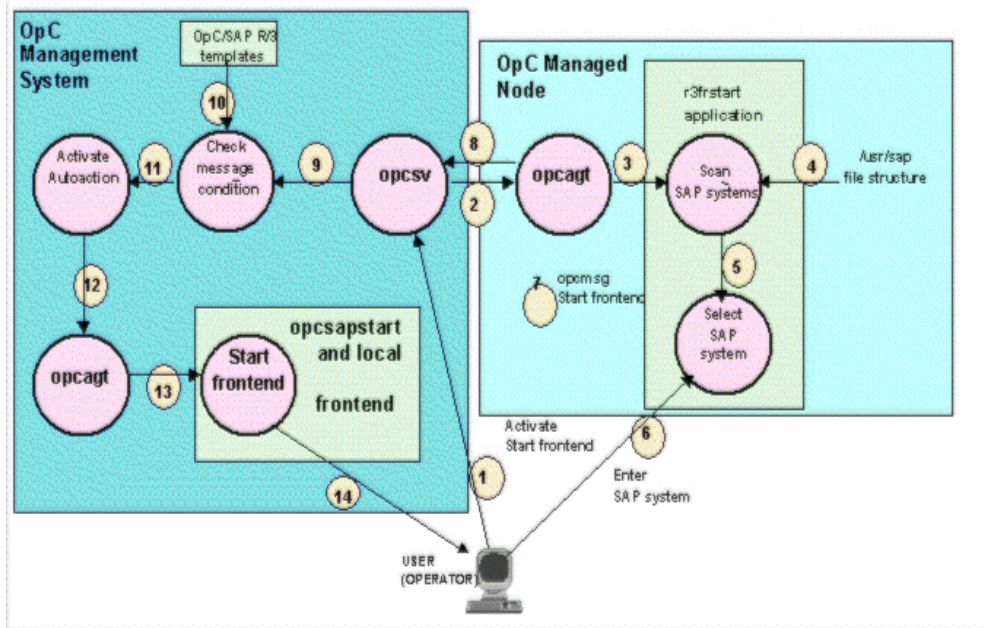 OpC
Management
System
OpC/SAP R/3
templates
10
Activate
Autoaction
11
Check
message
condition
9
opcsv
8
2
12
opcagt
13
Start
frontend
opcsapstart
and local
frontend
14
OpC Managed
Node
r3frstart
application
opcagt
3
Scan
SAP systems
4
/usr/sap
file structure
5
7
opcmsg
Start frontend
Select
SAP
system
Activate
Start frontend
6
1
Enter
SAP system
USER
(OPERATOR)